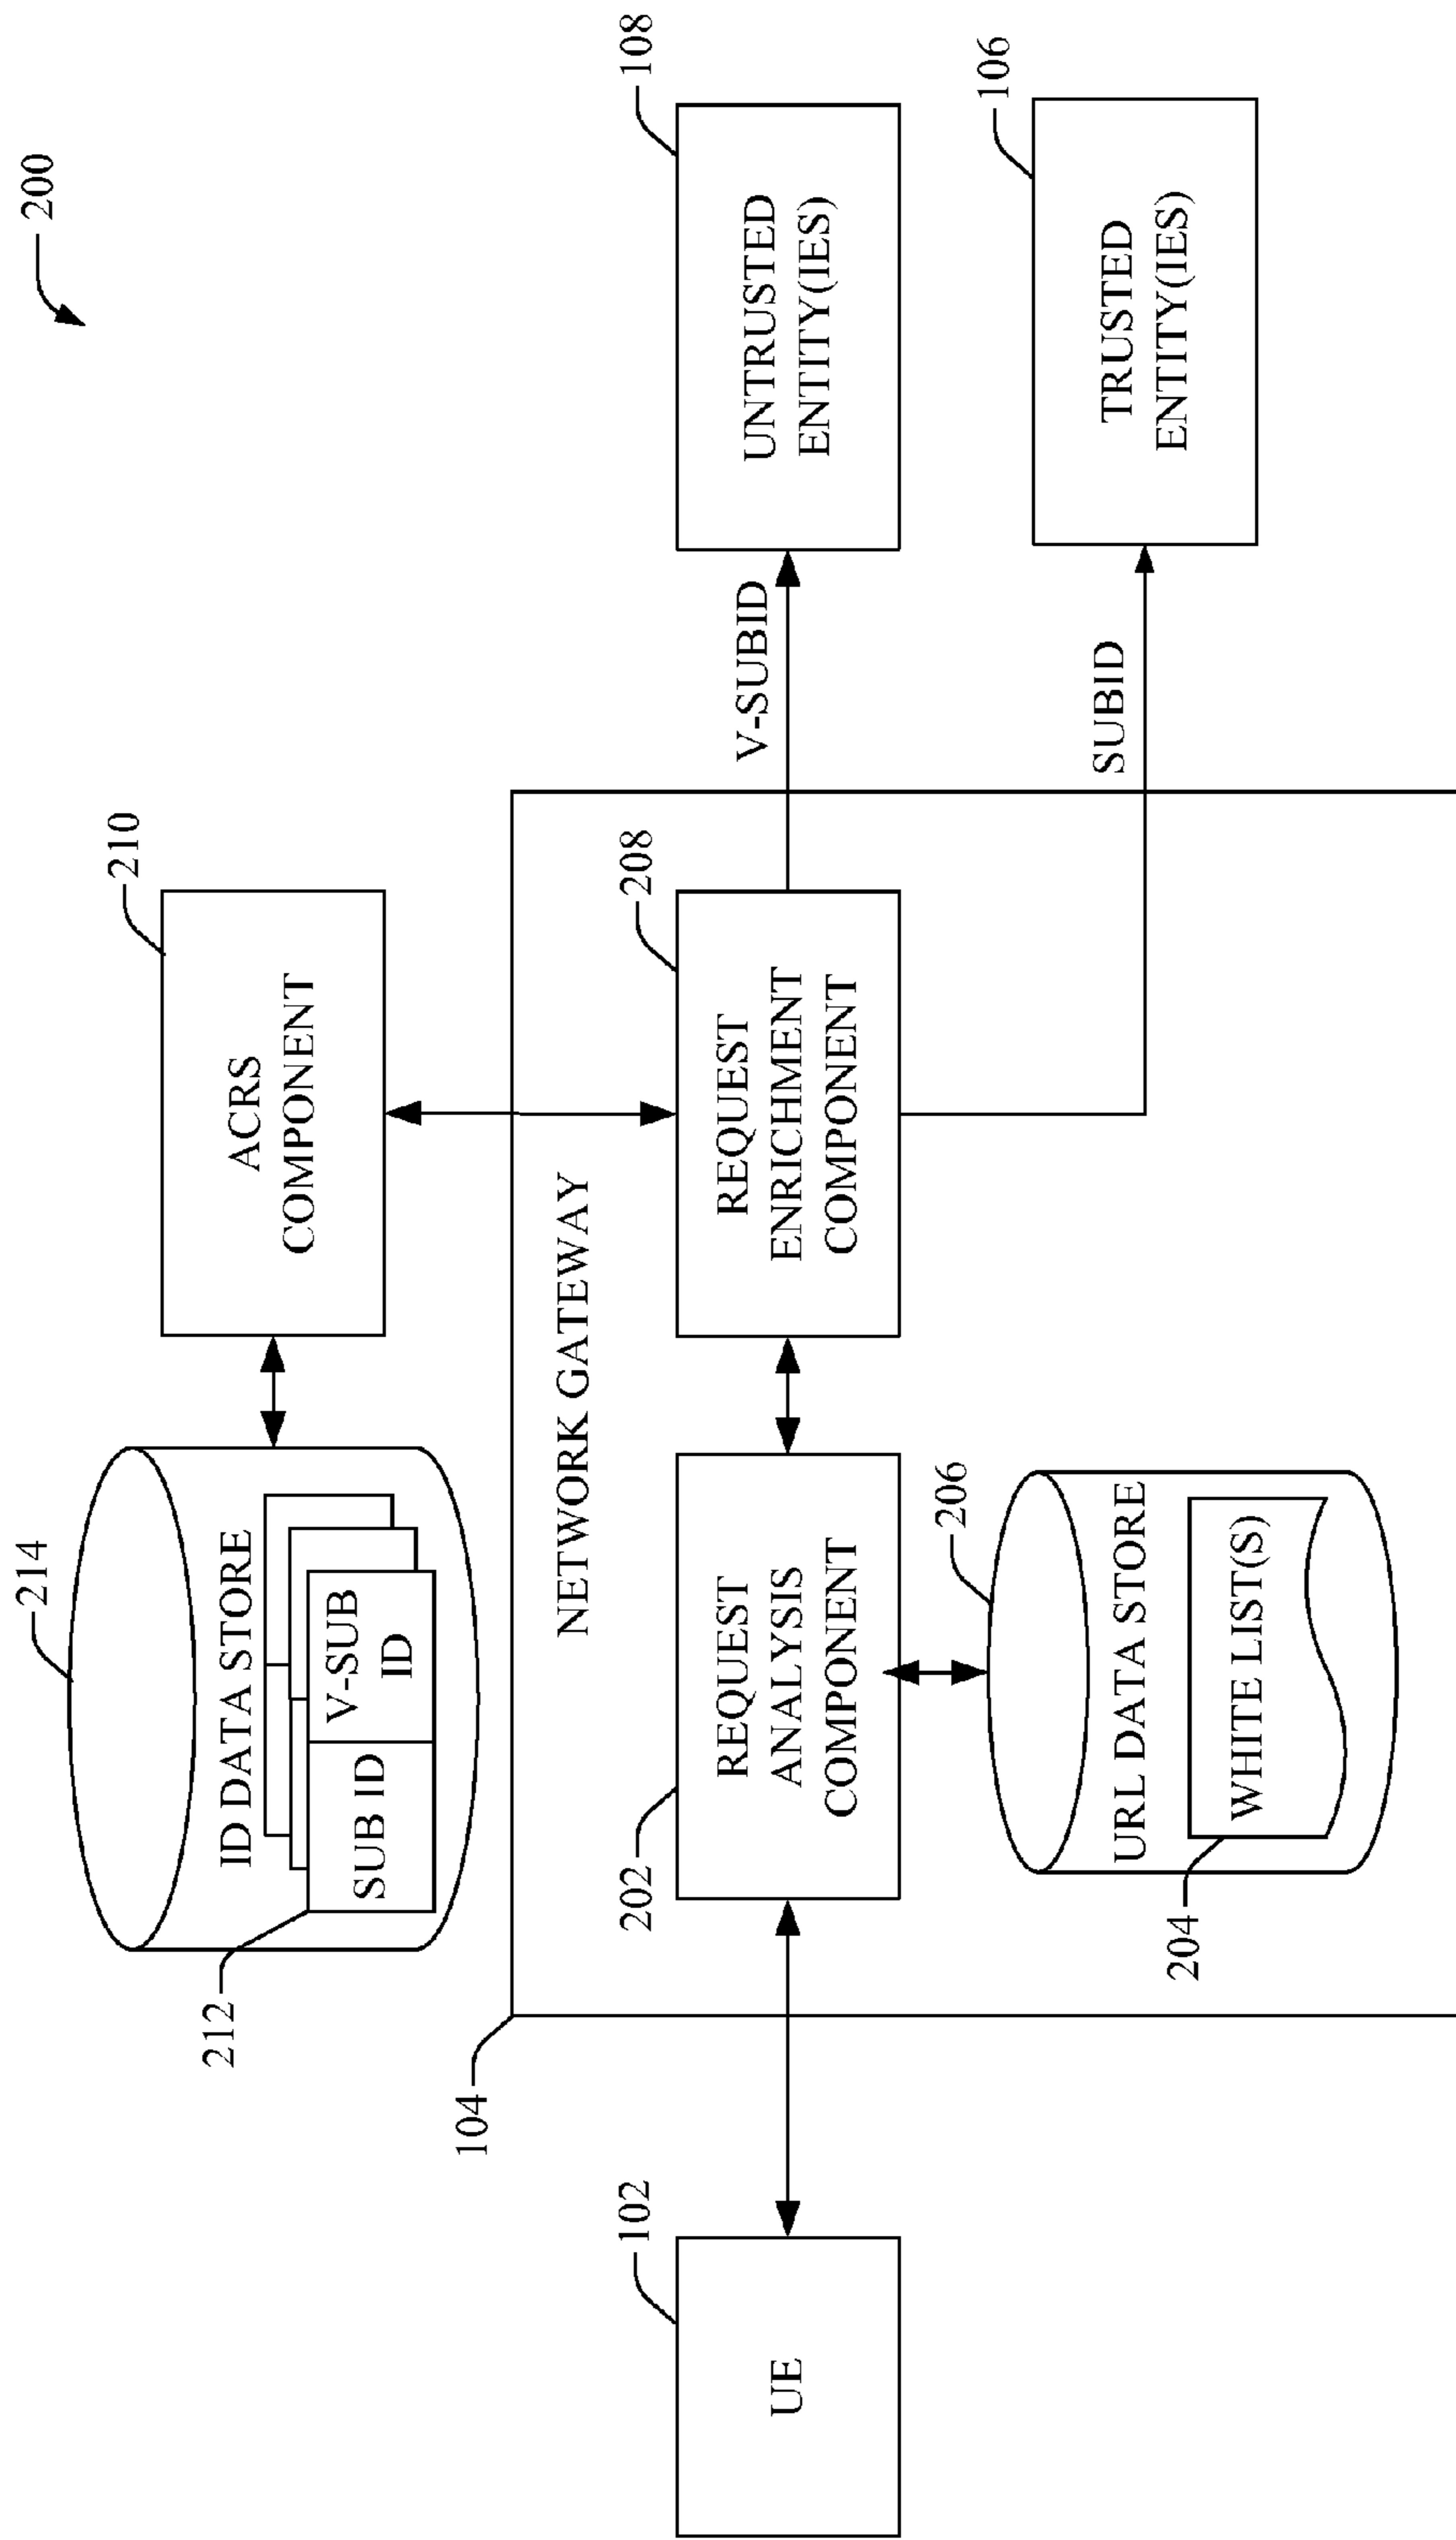 200
214
ID DATA STORE
SUB ID
V-SUB
ID
212
210
ACRS
COMPONENT
104
NETWORK GATEWAY
102
UE
202
REQUEST
ANALYSIS
COMPONENT
208
REQUEST
ENRICHMENT
COMPONENT
V-SUBID
108
UNTRUSTED
ENTITY(IES)
206
URL DATA STORE
WHITE LIST(S)
204
SUBID
106
TRUSTED
ENTITY(IES)